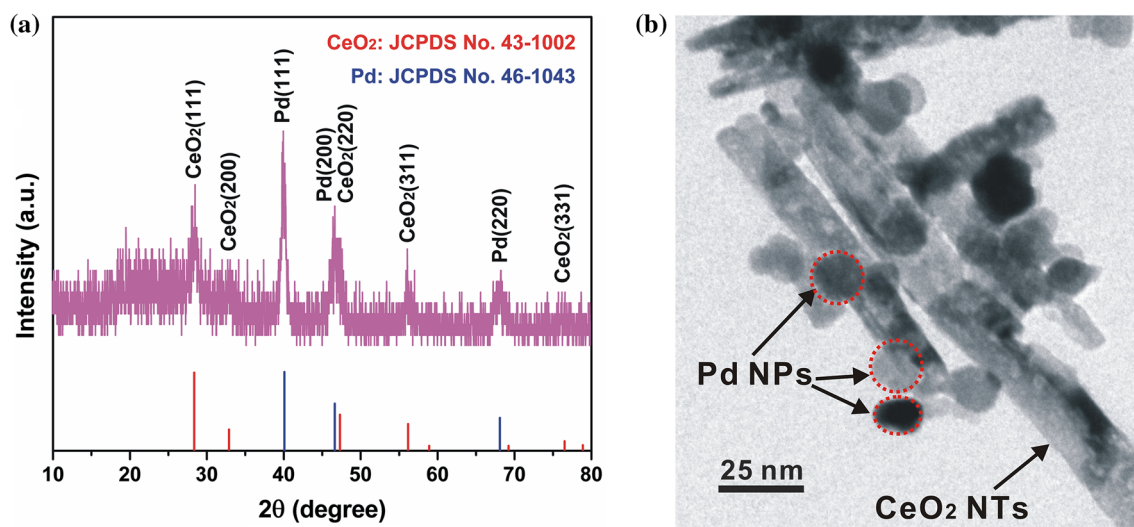 (a)
CeO₂: JCPDS No. 43-1002
Pd: JCPDS No. 46-1043
CeO₂(111)
CeO₂(200)
Pd(111)
Pd(200)
CeO₂(220)
CeO₂(311)
Pd(220)
CeO₂(331)
Intensity (a.u.)
10 20 30 40 50 60 70 80
2θ (degree)
(b)
Pd NPs
25 nm
CeO₂ NTs